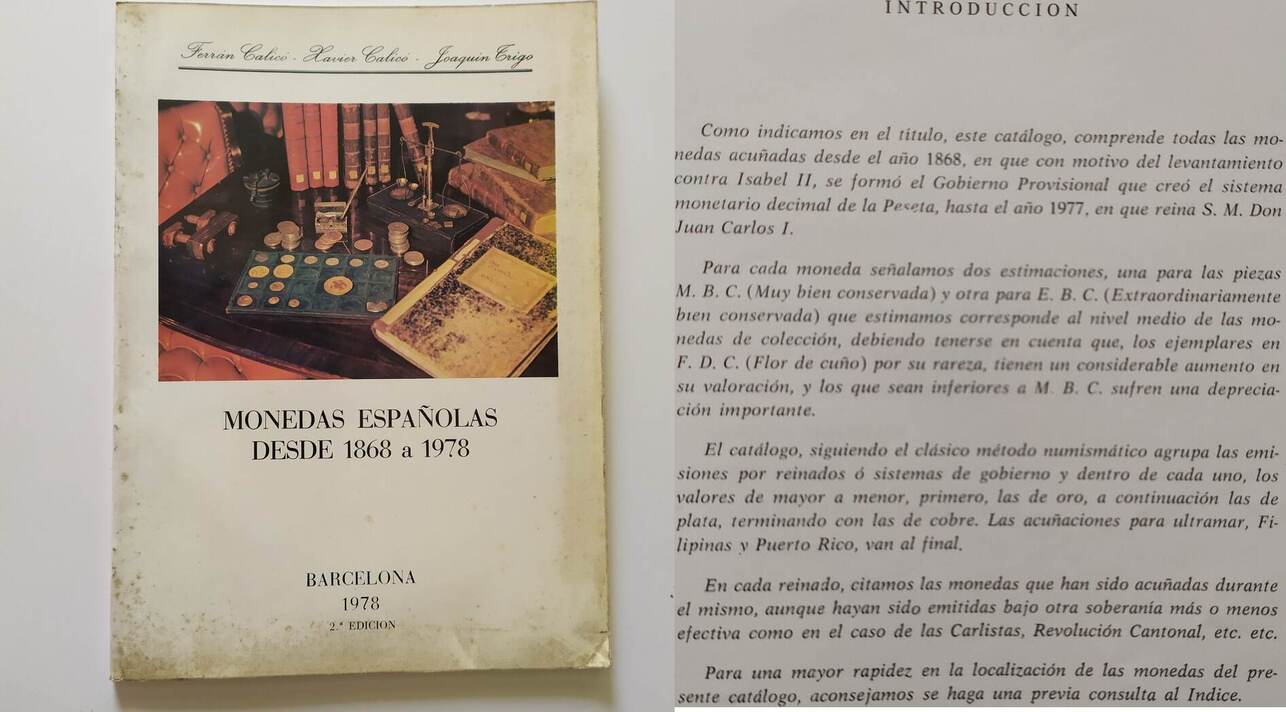 Ferrán Calicó - Xavier Calicó - Joaquin Trigo
MONEDAS ESPAÑOLAS
DESDE 1868 a 1978
BARCELONA
1978
2.ª EDICION
INTRODUCCION
Como indicamos en el título, este catálogo, comprende todas las mo-
nedas acuñadas desde el año 1868, en que con motivo del levantamiento
contra Isabel II, se formó el Gobierno Provisional que creó el sistema
monetario decimal de la Peseta, hasta el año 1977, en que reina S. M. Don
Juan Carlos I.
Para cada moneda señalamos dos estimaciones, una para las piezas
M. B. C. (Muy bien conservada) y otra para E. B. C. (Extraordinariamente
bien conservada) que estimamos corresponde al nivel medio de las mo-
nedas de colección, debiendo tenerse en cuenta que, los ejemplares en
F. D. C. (Flor de cuño) por su rareza, tienen un considerable aumento en
su valoración, y los que sean inferiores a M. B. C. sufren una deprecia-
ción importante.
El catálogo, siguiendo el clásico método numismático agrupa las emi-
siones por reinados ó sistemas de gobierno y dentro de cada uno, los
valores de mayor a menor, primero, las de oro, a continuación las de
plata, terminando con las de cobre. Las acuñaciones para ultramar, Fi-
lipinas y Puerto Rico, van al final.
En cada reinado, citamos las monedas que han sido acuñadas durante
el mismo, aunque hayan sido emitidas bajo otra soberanía más o menos
efectiva como en el caso de las Carlistas, Revolución Cantonal, etc. etc.
Para una mayor rapidez en la localización de las monedas del pre-
sente catálogo, aconsejamos se haga una previa consulta al Indice.